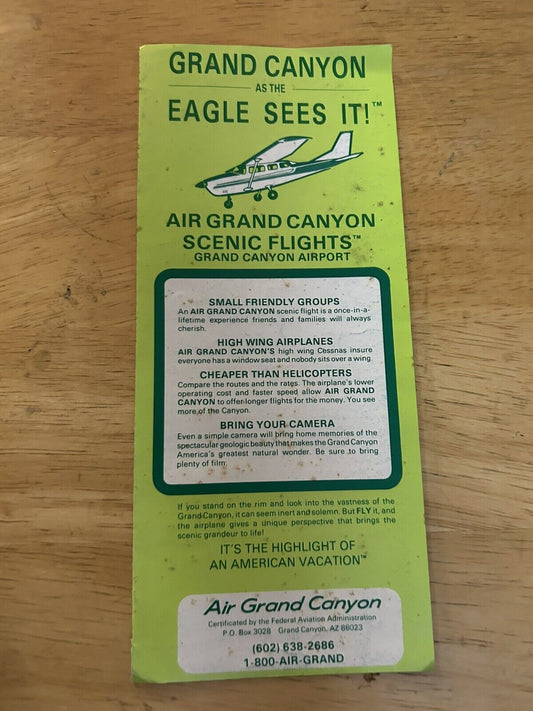 GRAND CANYON
AS THE
EAGLE SEES IT!™
AIR GRAND CANYON
SCENIC FLIGHTS™
GRAND CANYON AIRPORT
SMALL FRIENDLY GROUPS
An AIR GRAND CANYON scenic flight is a once-in-a-
lifetime experience friends and families will always
cherish.
HIGH WING AIRPLANES
AIR GRAND CANYON'S high wing Cessnas insure
everyone has a window seat and nobody sits over a wing.
CHEAPER THAN HELICOPTERS
Compare the routes and the rates. The airplane's lower
operating cost and faster speed allow AIR GRAND
CANYON to offer longer flights for the money. You see
more of the Canyon.
BRING YOUR CAMERA
Even a simple camera will bring home memories of the
spectacular geologic beauty that makes the Grand Canyon
America's greatest natural wonder. Be sure to bring
plenty of film.
If you stand on the rim and look into the vastness of the
Grand Canyon, it can seem inert and solemn. But FLY it, and
the airplane gives a unique perspective that brings the
scenic grandeur to life!
IT'S THE HIGHLIGHT OF
AN AMERICAN VACATION™
Air Grand Canyon
Certificated by the Federal Aviation Administration
P.O. Box 3028 Grand Canyon, AZ 86023
(602) 638-2686
1-800-AIR-GRAND